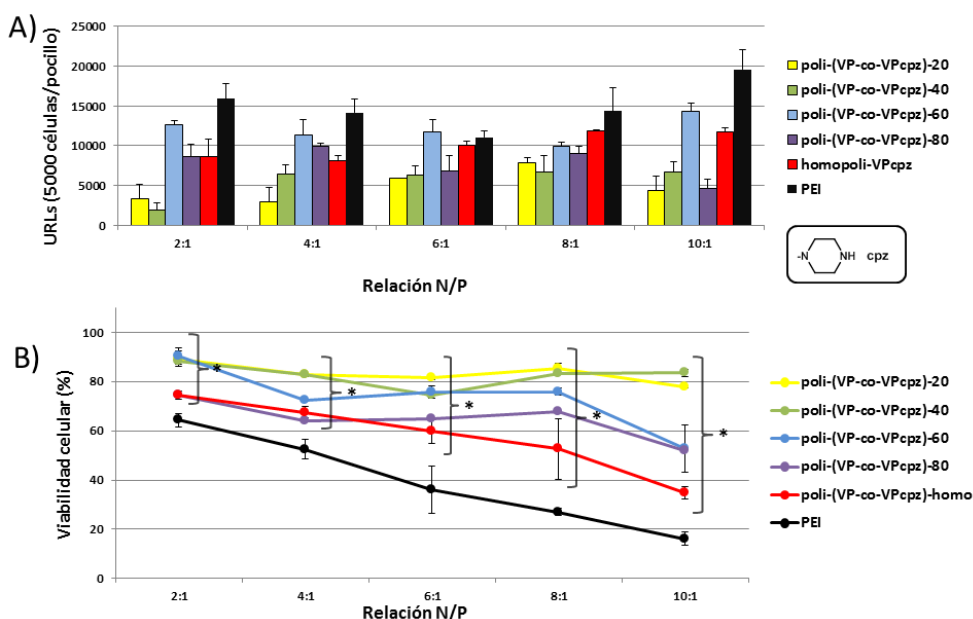 A)
URLs (5000 células/pocillo)
25000
20000
15000
10000
5000
0
2:1
4:1
6:1
8:1
10:1
Relación N/P
poli-(VP-co-VPcpz)-20
poli-(VP-co-VPcpz)-40
poli-(VP-co-VPcpz)-60
poli-(VP-co-VPcpz)-80
homopoli-VPcpz
PEI
-N NH cpz
B)
Viabilidad celular (%)
100
80
60
40
20
0
*
*
*
*
*
2:1
4:1
6:1
8:1
10:1
Relación N/P
poli-(VP-co-VPcpz)-20
poli-(VP-co-VPcpz)-40
poli-(VP-co-VPcpz)-60
poli-(VP-co-VPcpz)-80
poli-(VP-co-VPcpz)-homo
PEI